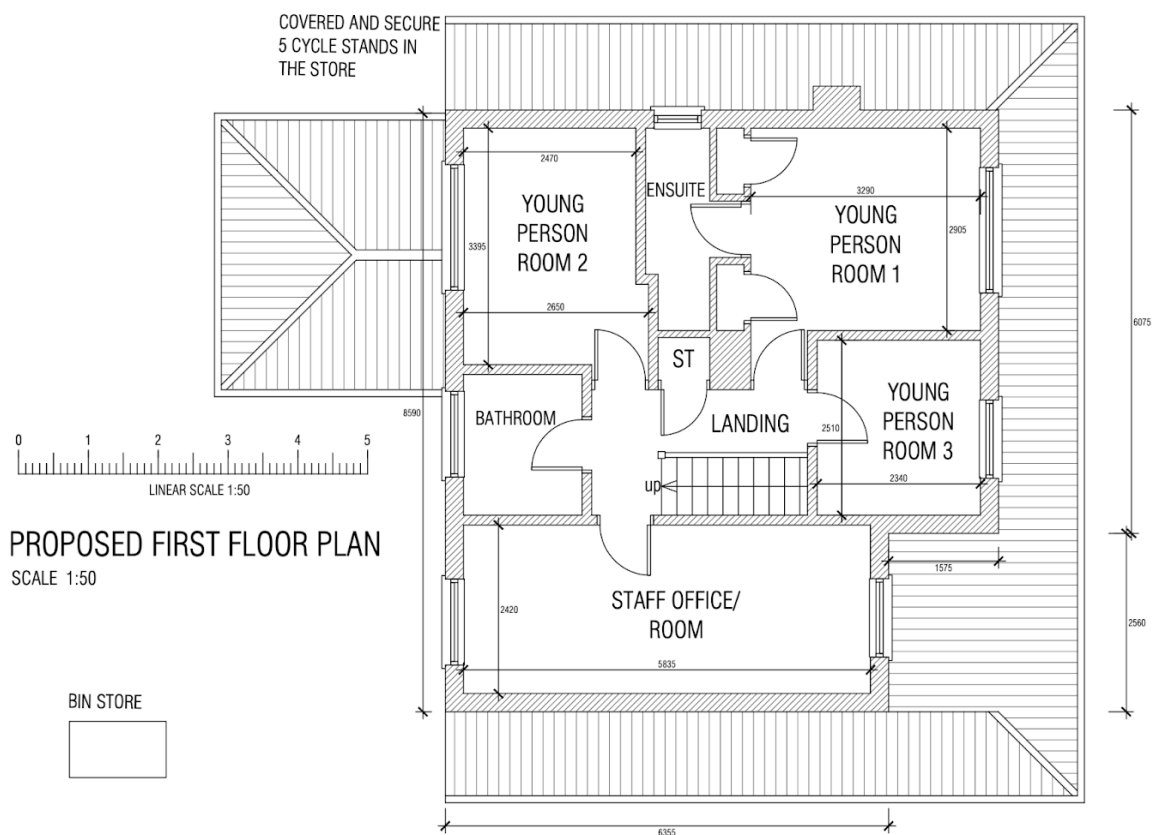 COVERED AND SECURE
5 CYCLE STANDS IN
THE STORE
2470
ENSUITE
3290
YOUNG
PERSON
ROOM 2
YOUNG
PERSON
ROOM 1
3395
2905
2650
6075
ST
8590
BATHROOM
LANDING
2510
YOUNG
PERSON
ROOM 3
0 1 2 3 4 5
LINEAR SCALE 1:50
up
2340
PROPOSED FIRST FLOOR PLAN
SCALE 1:50
1575
2420
STAFF OFFICE/
ROOM
2560
5835
BIN STORE
6355